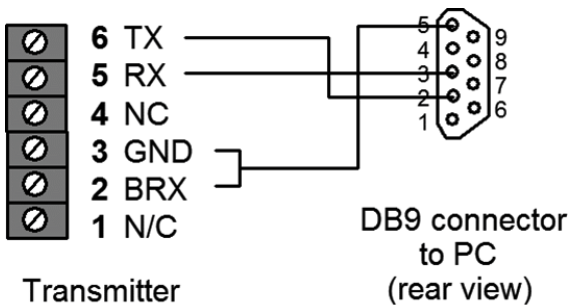 6 TX
5 RX
4 NC
3 GND
2 BRX
1 N/C
Transmitter
5
4
3
2
1
9
8
7
6
DB9 connector
to PC
(rear view)